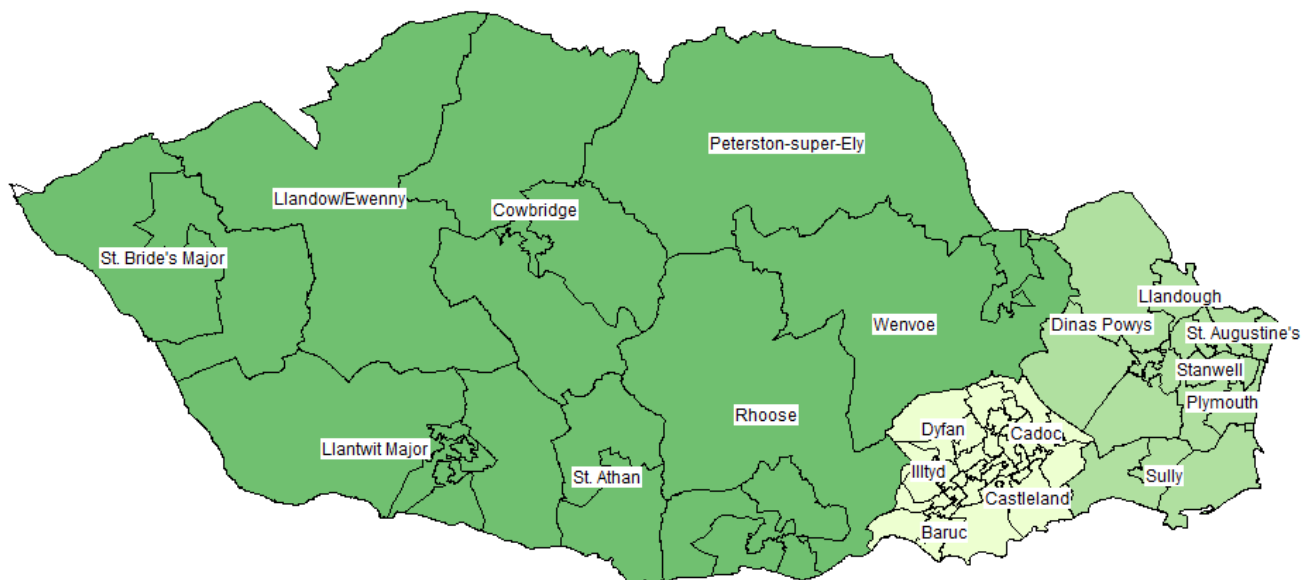 Peterston-super-Ely
Llandow/Ewenny
Cowbridge
St. Bride's Major
Llandough
Wenvoe
Dinas Powys
St. Augustine's
Stanwell
Plymouth
Rhoose
Dyfan
Cadoc
Llantwit Major
Illtyd
St. Athan
Sully
Castleland
Baruc